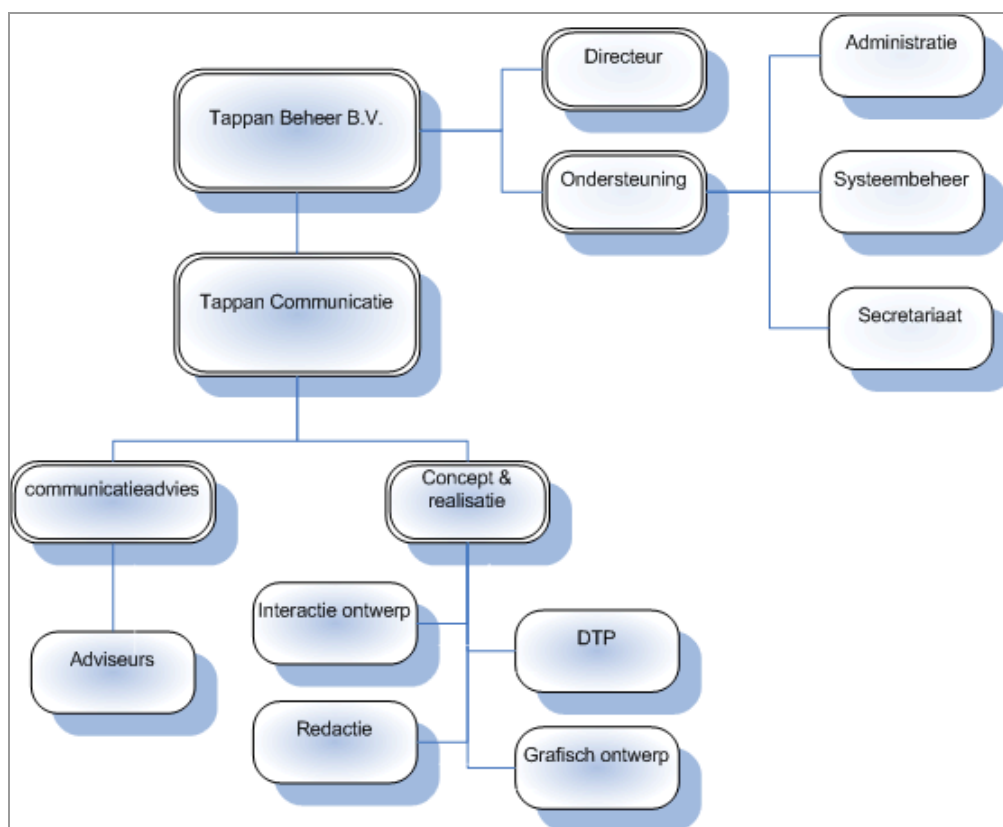 Administratie
Directeur
Tappan Beheer B.V.
Ondersteuning
Systeembeheer
Tappan Communicatie
Secretariaat
communicatieadvies
Concept &
realisatie
Interactie ontwerp
DTP
Adviseurs
Redactie
Grafisch ontwerp